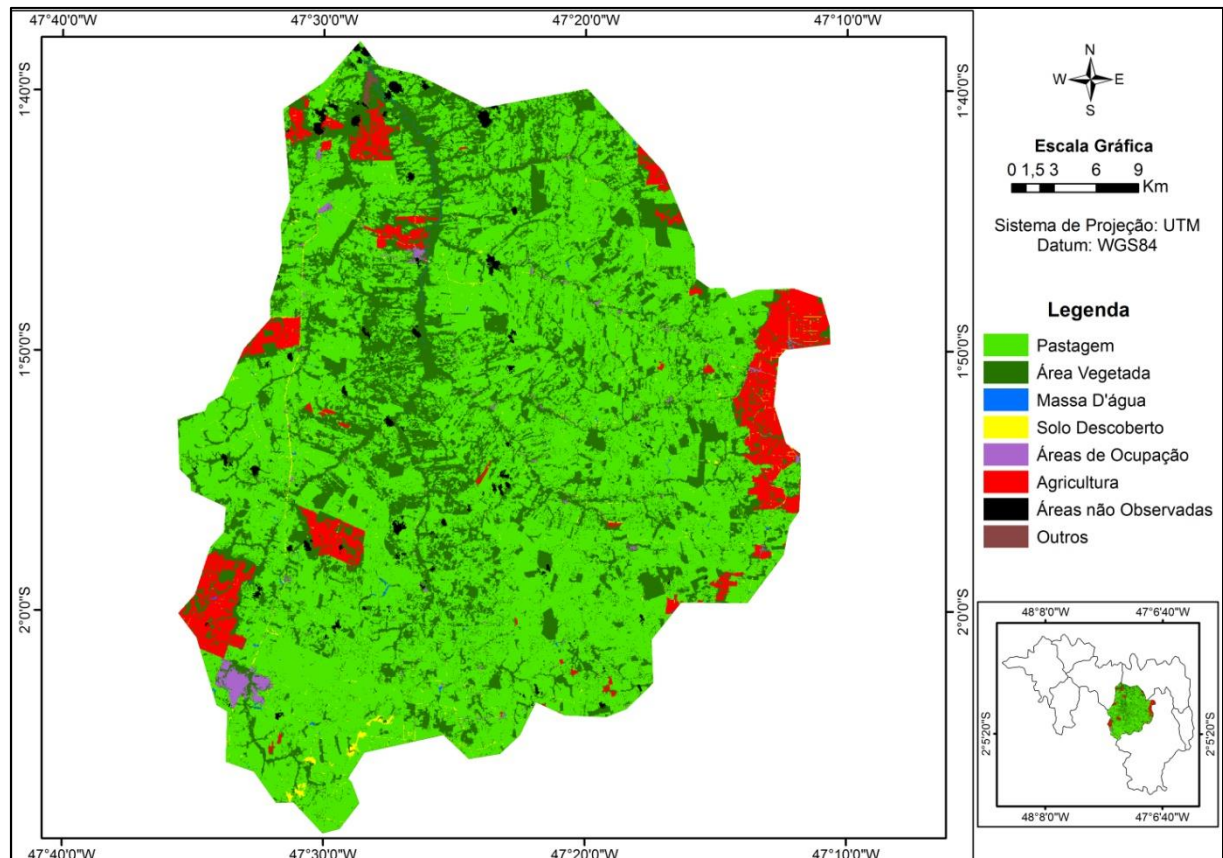 47°40'0"W 47°30'0"W 47°20'0"W 47°10'0"W
1°40'0"S 1°40'0"S
1°50'0"S 1°50'0"S
2°0'0"S 2°0'0"S
47°40'0"W 47°30'0"W 47°20'0"W 47°10'0"W
N
W E
S
Escala Gráfica
0 1,5 3 6 9
Km
Sistema de Projeção: UTM
Datum: WGS84
Legenda
Pastagem
Área Vegetada
Massa D'água
Solo Descoberto
Áreas de Ocupação
Agricultura
Áreas não Observadas
Outros
48°8'0"W 47°6'40"W
2°5'20"S 2°5'20"S
48°8'0"W 47°6'40"W